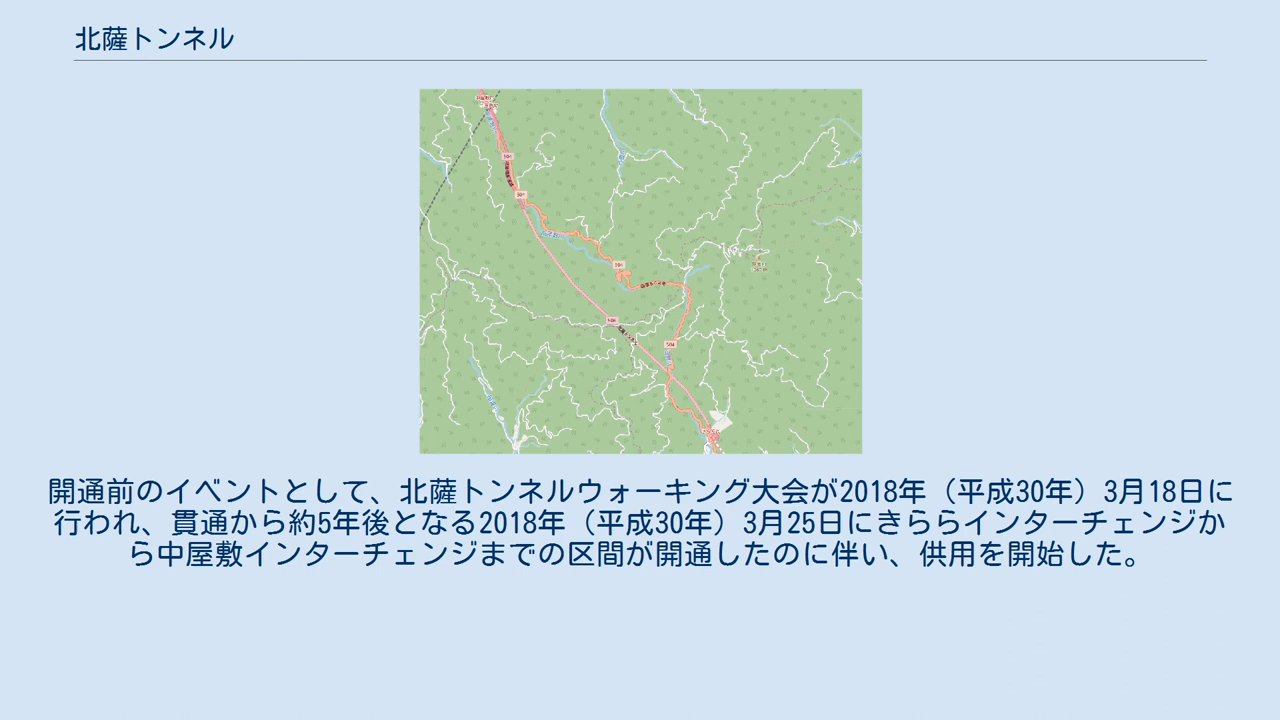 北薩トンネル
504
504
504
504
504
開通前のイベントとして、北薩トンネルウォーキング大会が2018年（平成30年）3月18日に
行われ、貫通から約5年後となる2018年（平成30年）3月25日にきららインターチェンジか
ら中屋敷インターチェンジまでの区間が開通したのに伴い、供用を開始した。